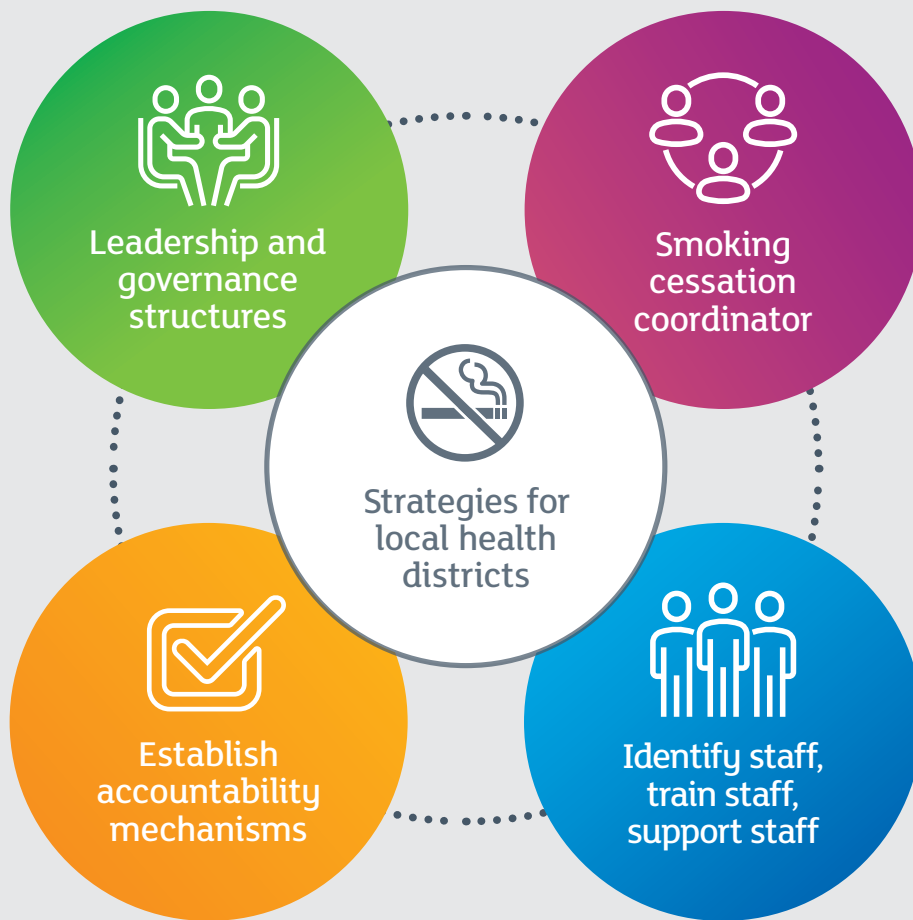 Leadership and
governance
structures
Smoking
cessation
coordinator
Strategies for
local health
districts
Establish
accountability
mechanisms
Identify staff,
train staff,
support staff